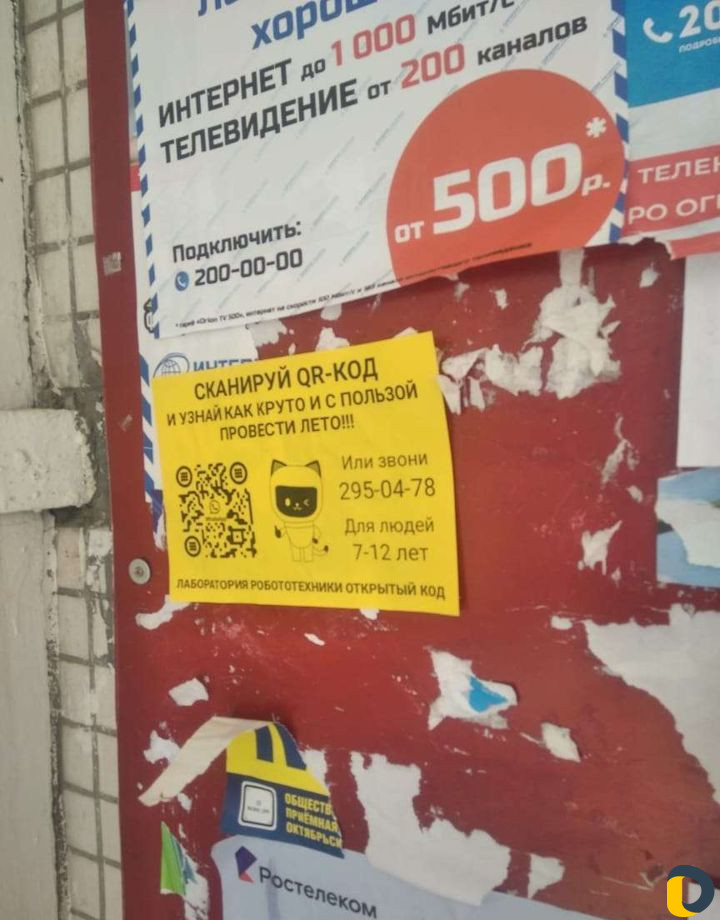 ИНТЕРНЕТ до 1 000 Мбит/с
ТЕЛЕВИДЕНИЕ от 200 каналов
от 500р.*
Подключить:
200-00-00
ТЕЛЕ
РО ОГ
СКАНИРУЙ QR-КОД
И УЗНАЙ КАК КРУТО И С ПОЛЬЗОЙ
ПРОВЕСТИ ЛЕТО!!!
Или звони
295-04-78
Для людей
7-12 лет
ЛАБОРАТОРИЯ РОБОТОТЕХНИКИ ОТКРЫТЫЙ КОД
ОБЩЕСТВ
ПРИЁМНАЯ
ОКТЯБРЬСК
Ростелеком